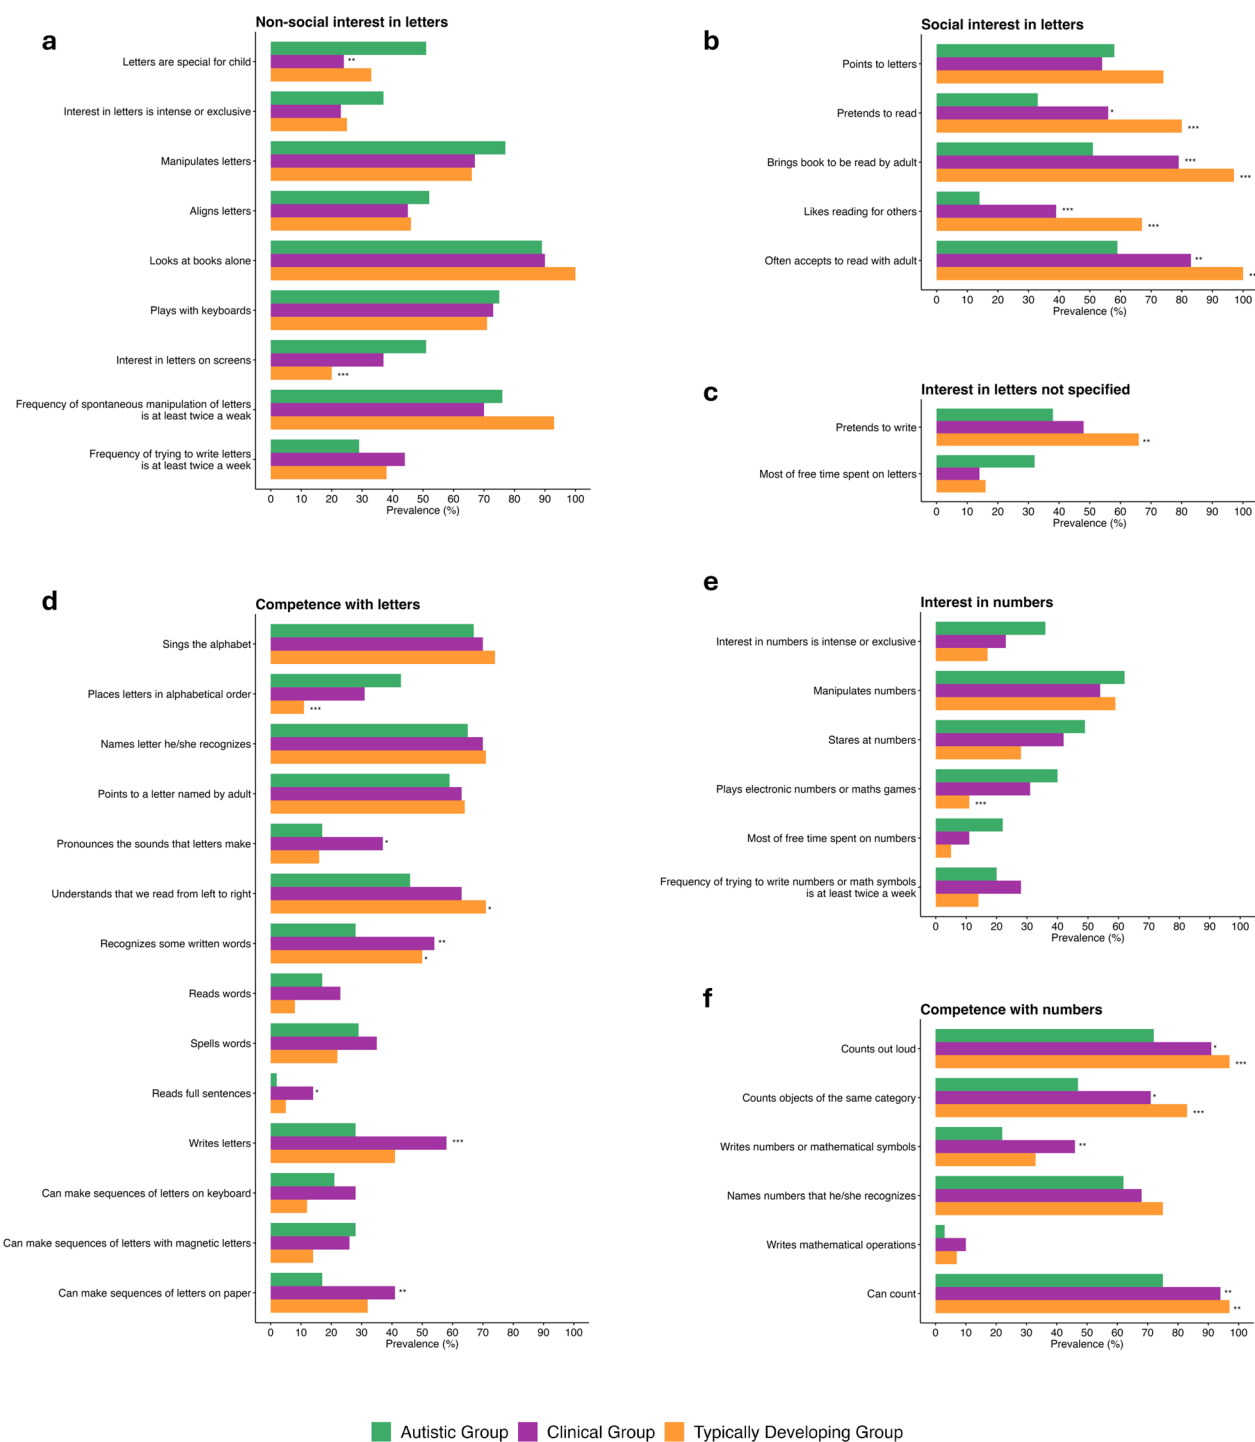 a
Non-social interest in letters
Letters are special for child
**
Interest in letters is intense or exclusive
Manipulates letters
Aligns letters
Looks at books alone
Plays with keyboards
Interest in letters on screens
***
Frequency of spontaneous manipulation of letters
is at least twice a week
Frequency of trying to write letters
is at least twice a week
0 10 20 30 40 50 60 70 80 90 100
Prevalence (%)
b
Social interest in letters
Points to letters
Pretends to read
*
***
Brings book to be read by adult
***
***
Likes reading for others
***
***
Often accepts to read with adult
**
**
0 10 20 30 40 50 60 70 80 90 100
Prevalence (%)
c
Interest in letters not specified
Pretends to write
**
Most of free time spent on letters
0 10 20 30 40 50 60 70 80 90 100
Prevalence (%)
d
Competence with letters
Sings the alphabet
Places letters in alphabetical order
***
Names letter he/she recognizes
Points to a letter named by adult
Pronounces the sounds that letters make
*
Understands that we read from left to right
*
Recognizes some written words
**
*
Reads words
Spells words
Reads full sentences
*
Writes letters
***
Can make sequences of letters on keyboard
Can make sequences of letters with magnetic letters
Can make sequences of letters on paper
**
0 10 20 30 40 50 60 70 80 90 100
Prevalence (%)
e
Interest in numbers
Interest in numbers is intense or exclusive
Manipulates numbers
Stares at numbers
Plays electronic numbers or maths games
***
Most of free time spent on numbers
Frequency of trying to write numbers or math symbols
is at least twice a week
0 10 20 30 40 50 60 70 80 90 100
Prevalence (%)
f
Competence with numbers
Counts out loud
*
***
Counts objects of the same category
*
***
Writes numbers or mathematical symbols
**
Names numbers that he/she recognizes
Writes mathematical operations
Can count
**
**
0 10 20 30 40 50 60 70 80 90 100
Prevalence (%)
Autistic Group Clinical Group Typically Developing Group